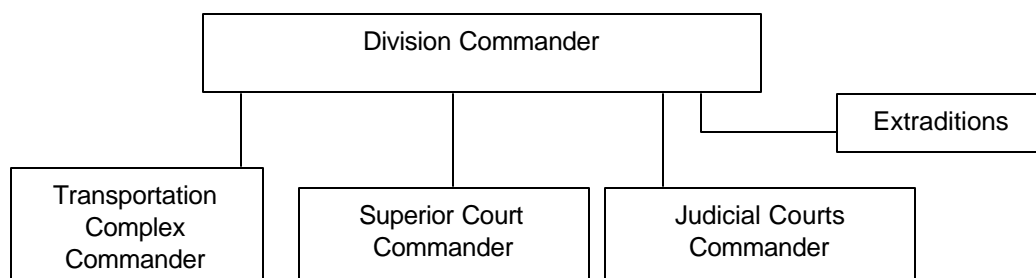 Division Commander
Extraditions
Transportation
Complex
Commander
Superior Court
Commander
Judicial Courts
Commander